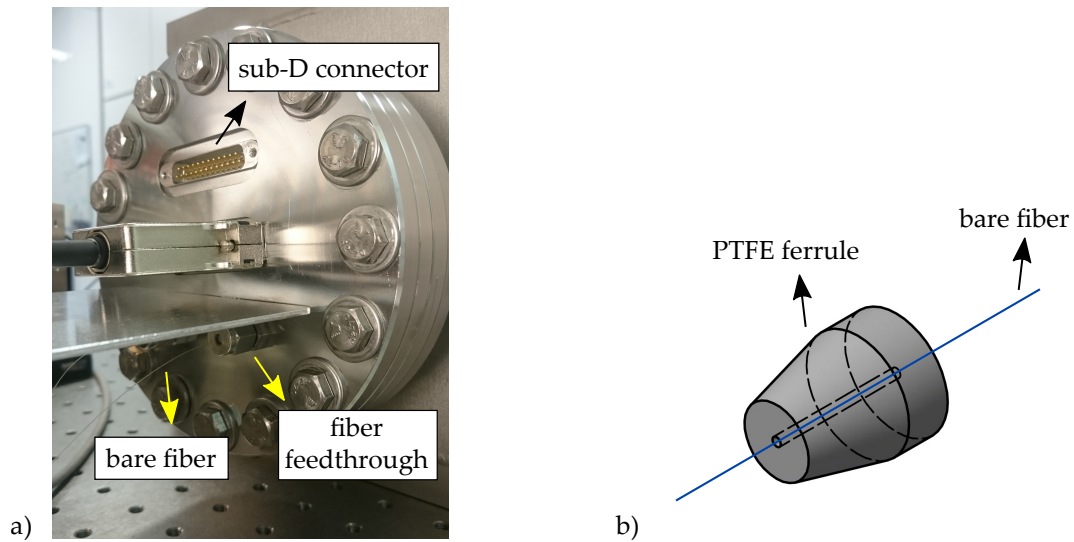 sub-D connector
bare fiber
PTFE ferrule
bare fiber
fiber
feedthrough
a)
b)